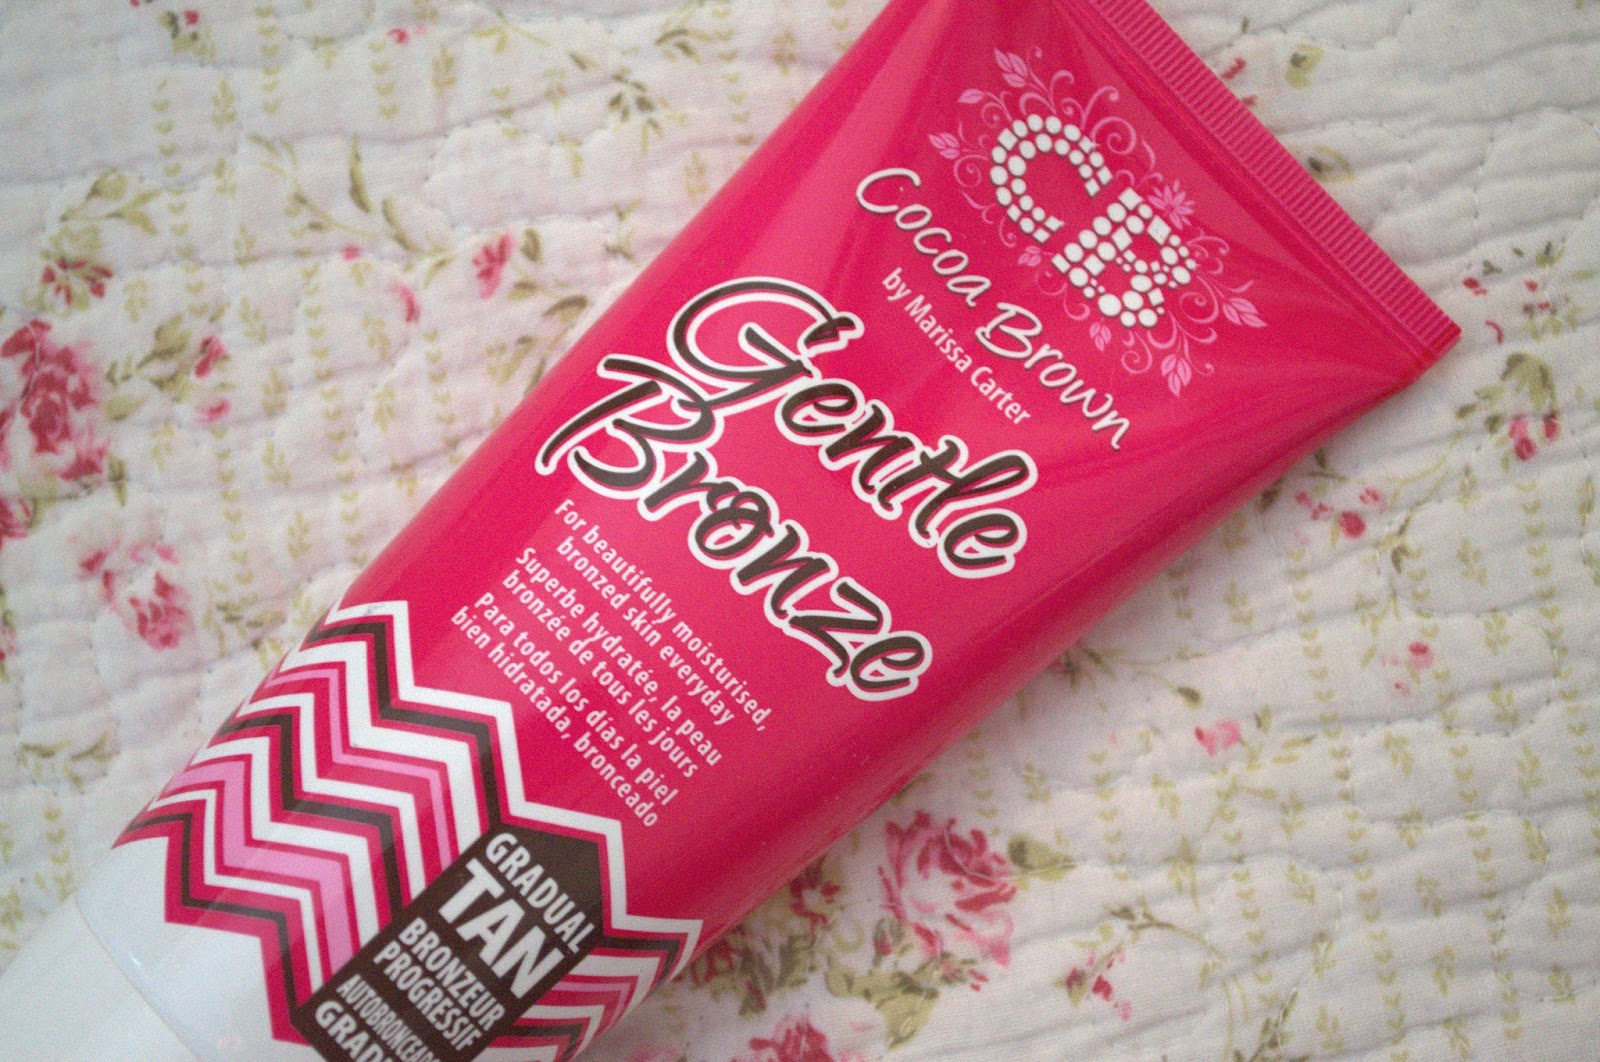 CB
Cocoa Brown
by Marissa Carter
Gentle
Bronze
For beautifully moisturised,
bronzed skin everyday
Superbe hydratée, la peau
bronzée de tous les jours
Para todos los días la piel
bien hidratada, bronceado
GRADUAL
TAN
BRONZEUR
PROGRESSIF